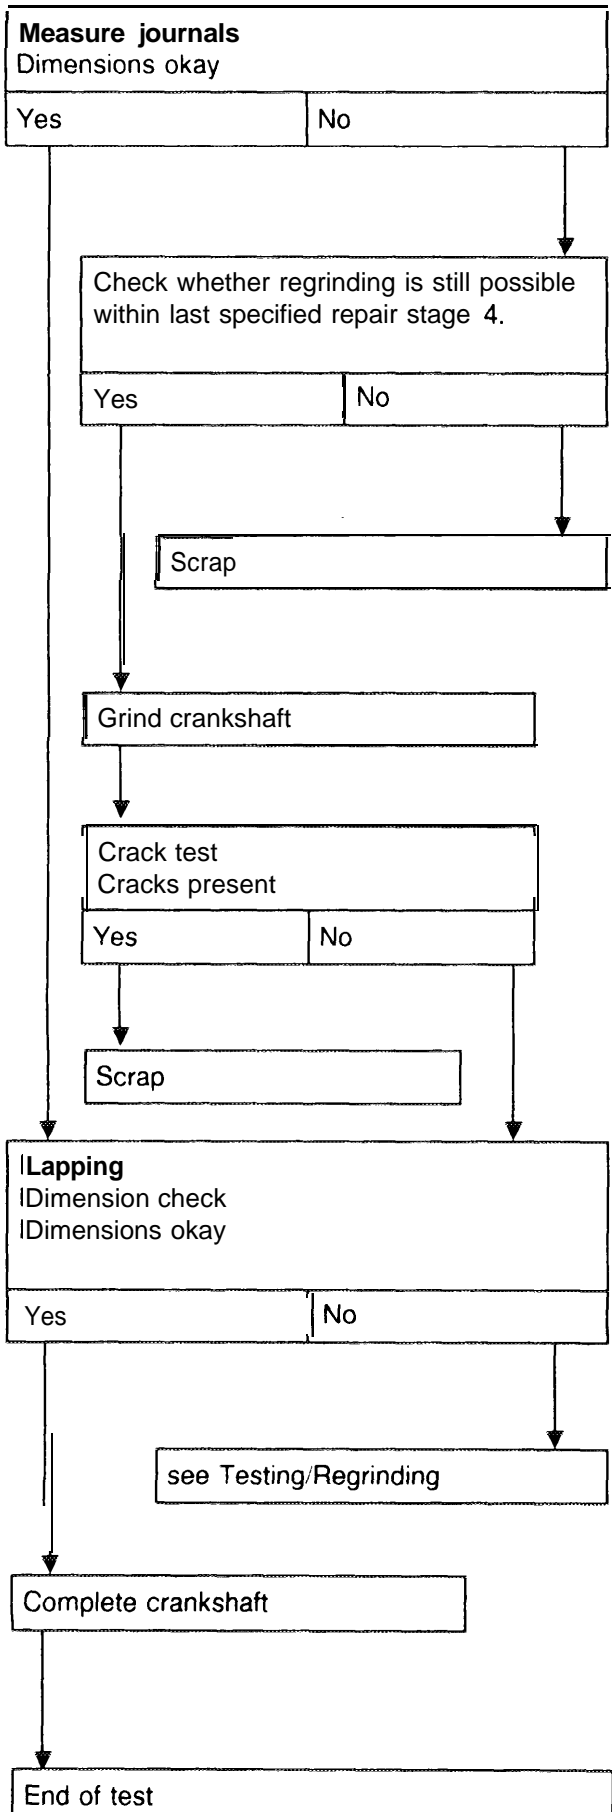 Measure journals
Dimensions okay
Yes No
Check whether regrinding is still possible
within last specified repair stage 4.
Yes No
Scrap
Grind crankshaft
Crack test
Cracks present
Yes No
Scrap
Lapping
Dimension check
Dimensions okay
Yes No
see Testing/Regrinding
Complete crankshaft
End of test